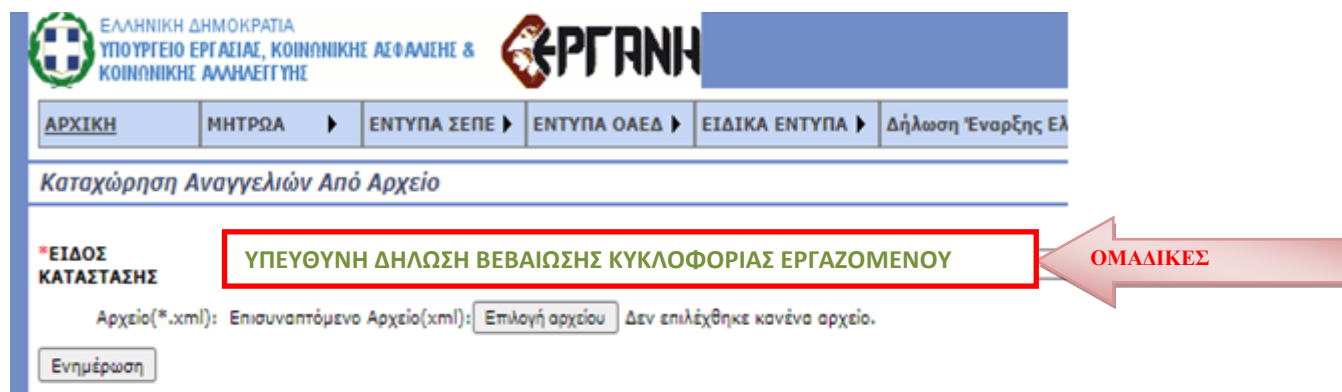 ΕΛΛΗΝΙΚΗ ΔΗΜΟΚΡΑΤΙΑ
ΥΠΟΥΡΓΕΙΟ ΕΡΓΑΣΙΑΣ, ΚΟΙΝΩΝΙΚΗΣ ΑΣΦΑΛΙΣΗΣ &
ΚΟΙΝΩΝΙΚΗΣ ΑΛΛΗΛΕΓΓΥΗΣ
ΕΡΓΑΝΗ
ΑΡΧΙΚΗ ΜΗΤΡΩΑ ΕΝΤΥΠΑ ΣΕΠΕ ΕΝΤΥΠΑ ΟΑΕΔ ΕΙΔΙΚΑ ΕΝΤΥΠΑ Δήλωση Έναρξης Ελ
Καταχώρηση Αναγγελιών Από Αρχείο
*ΕΙΔΟΣ
ΚΑΤΑΣΤΑΣΗΣ
ΥΠΕΥΘΥΝΗ ΔΗΛΩΣΗ ΒΕΒΑΙΩΣΗΣ ΚΥΚΛΟΦΟΡΙΑΣ ΕΡΓΑΖΟΜΕΝΟΥ
ΟΜΑΔΙΚΕΣ
Αρχείο(*.xml): Επισυναπτόμενο Αρχείο(xml): Επιλογή αρχείου Δεν επιλέχθηκε κανένα αρχείο.
Ενημέρωση